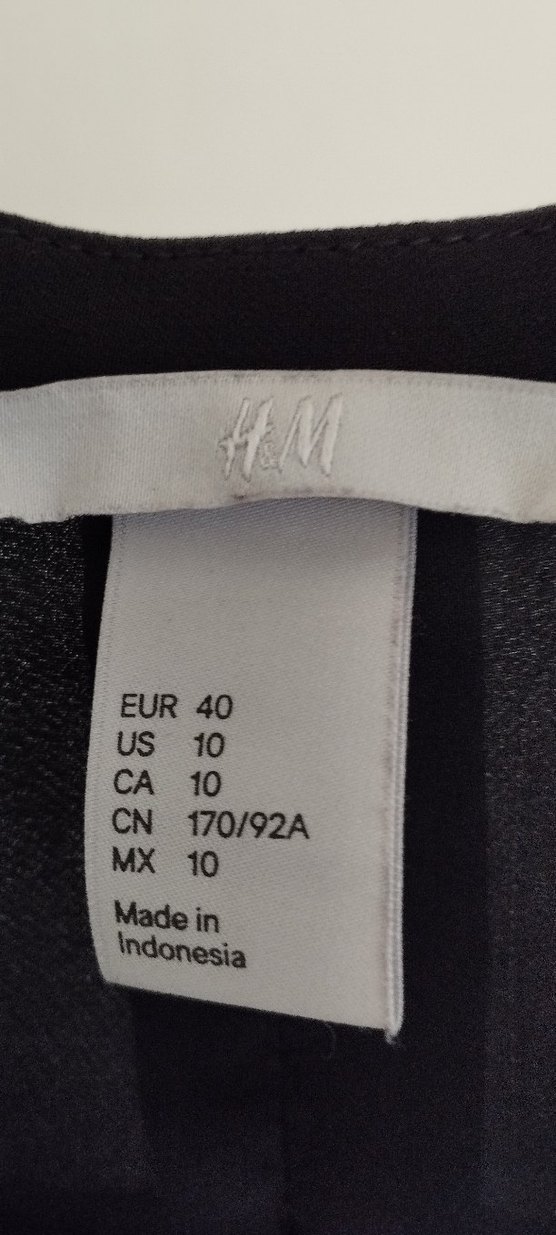 H&M
EUR 40
US 10
CA 10
CN 170/92A
MX 10
Made in
Indonesia